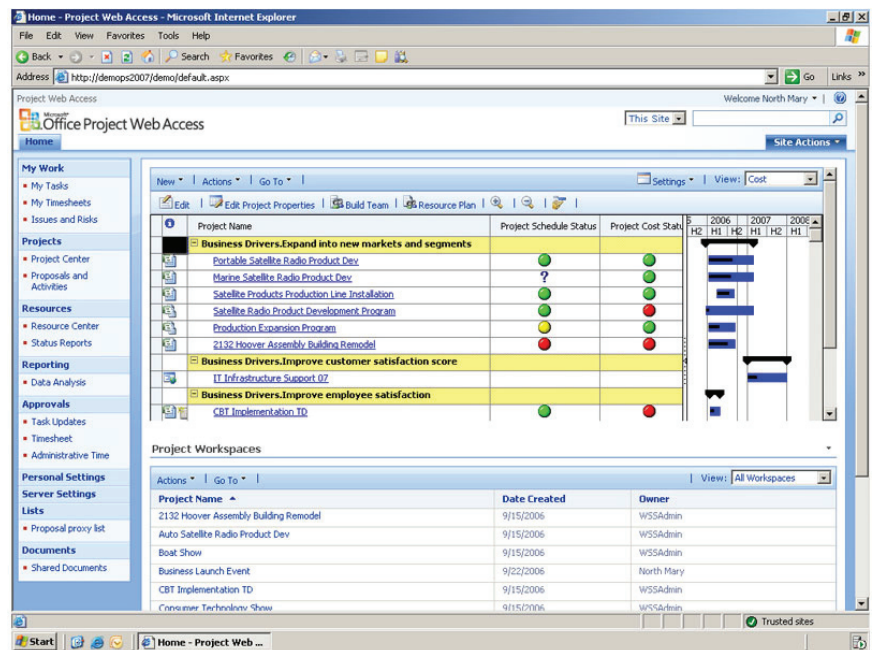 Home - Project Web Access - Microsoft Internet Explorer
File Edit View Favorites Tools Help
Back Search Favorites
Address http://demops2007/demo/default.aspx Go Links »
Project Web Access Welcome North Mary
Microsoft
Office Project Web Access This Site
Home Site Actions
My Work
My Tasks
My Timesheets
Issues and Risks
Projects
Project Center
Proposals and
Activities
Resources
Resource Center
Status Reports
Reporting
Data Analysis
Approvals
Task Updates
Timesheet
Administrative Time
Personal Settings
Server Settings
Lists
Proposal proxy list
Documents
Shared Documents
New Actions Go To Settings View: Cost
Edit Edit Project Properties Build Team Resource Plan
Project Name Project Schedule Status Project Cost Statu
2006 2007 2008
H2 H1 H2 H1 H2 H1
Business Drivers.Expand into new markets and segments
Portable Satellite Radio Product Dev
Marine Satellite Radio Product Dev ?
Satellite Products Production Line Installation
Satellite Radio Product Development Program
Production Expansion Program
2132 Hoover Assembly Building Remodel
Business Drivers.Improve customer satisfaction score
IT Infrastructure Support 07
Business Drivers.Improve employee satisfaction
CBT Implementation TD
Project Workspaces
Actions Go To View: All Workspaces
Project Name Date Created Owner
2132 Hoover Assembly Building Remodel 9/15/2006 WSSAdmin
Auto Satellite Radio Product Dev 9/15/2006 WSSAdmin
Boat Show 9/15/2006 WSSAdmin
Business Launch Event 9/22/2006 North Mary
CBT Implementation TD 9/15/2006 WSSAdmin
Consumer Technology Show 9/15/2006 WSSAdmin
Trusted sites
Start Home - Project Web ...